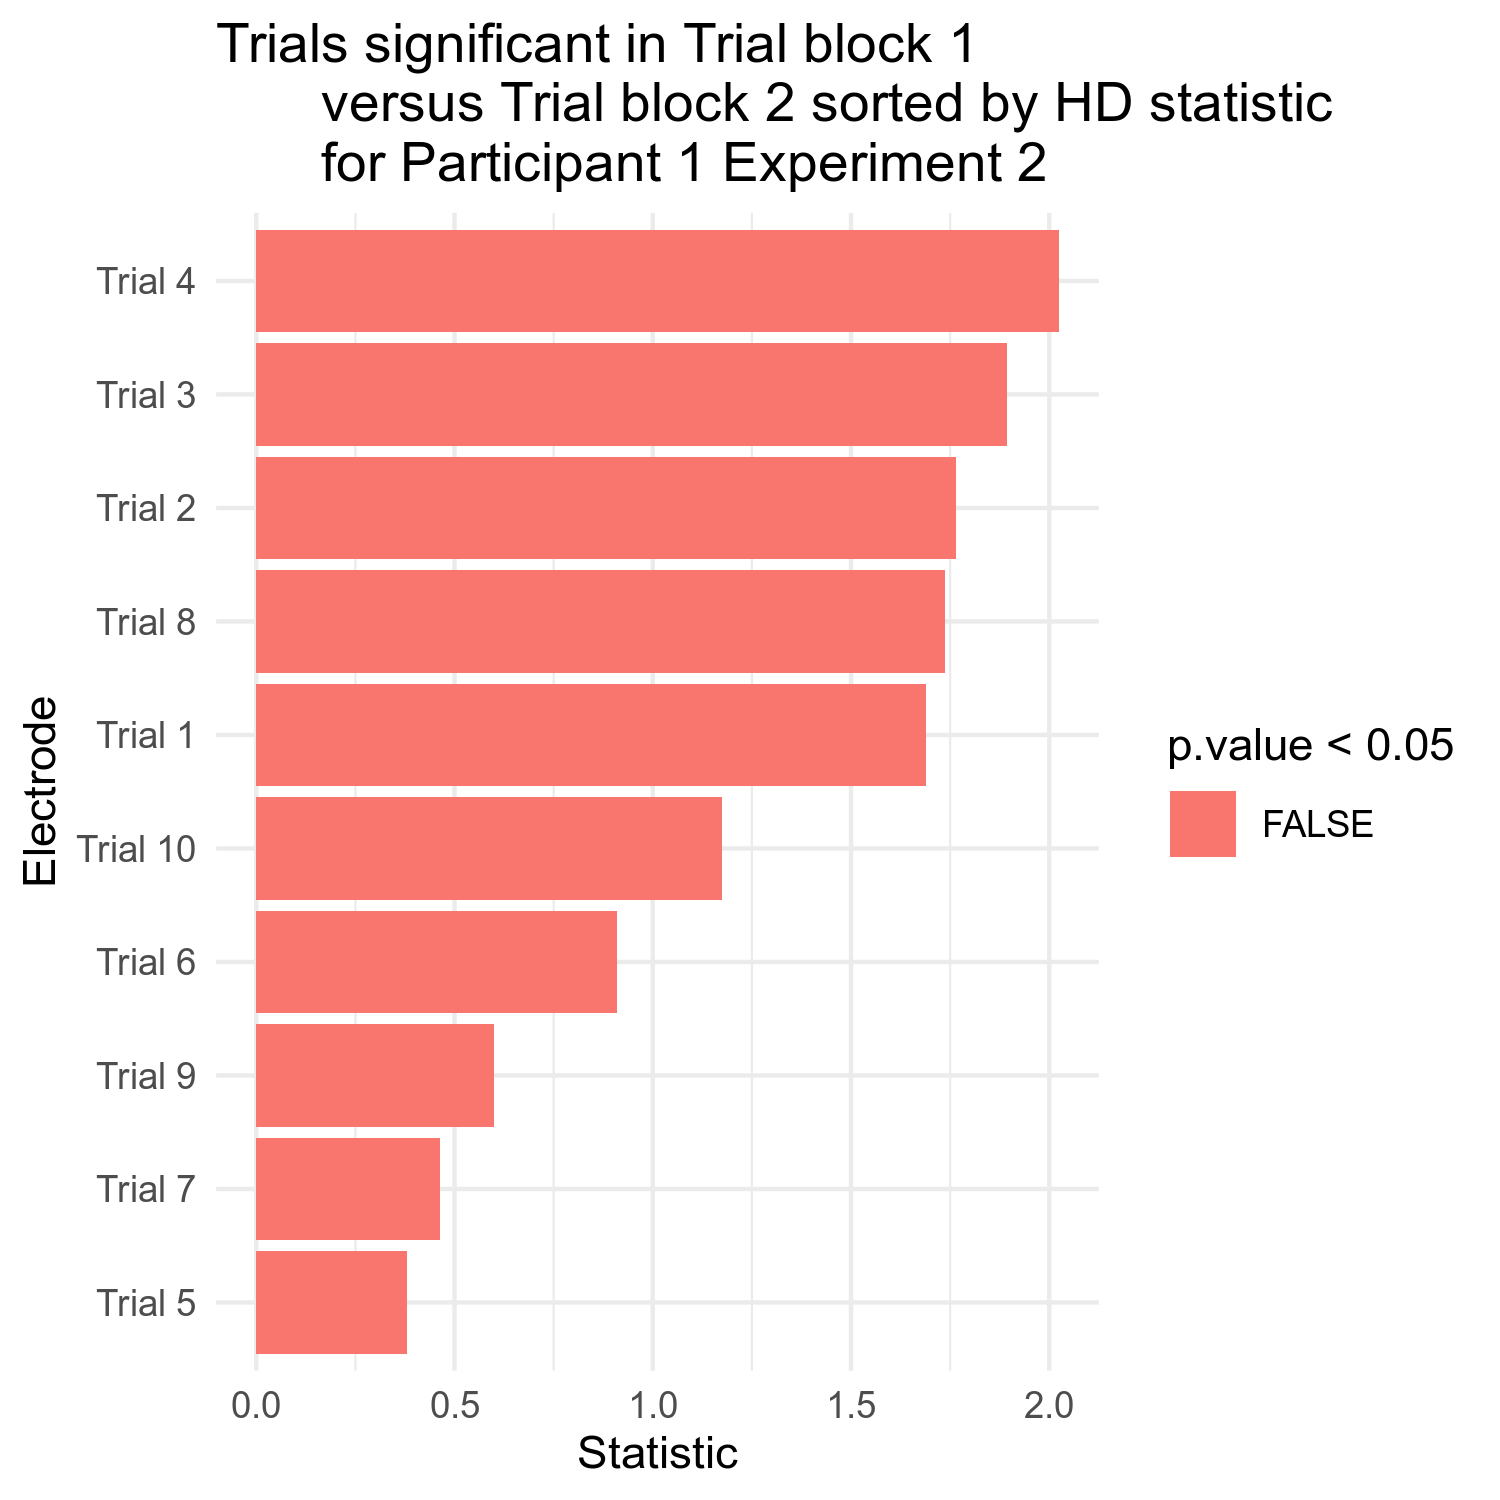 Trials significant in Trial block 1
versus Trial block 2 sorted by HD statistic
for Participant 1 Experiment 2
Electrode
Trial 4
Trial 3
Trial 2
Trial 8
Trial 1
Trial 10
Trial 6
Trial 9
Trial 7
Trial 5
0.0 0.5 1.0 1.5 2.0
Statistic
p.value < 0.05
FALSE